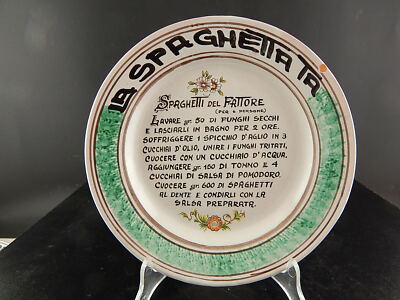 LA SPAGHETTATA
SPAGHETTI DEL FATTORE
(PER 6 PERSONE)
LAVARE gr. 50 DI FUNGHI SECCHI
E LASCIARLI IN BAGNO PER 2 ORE.
SOFFRIGGERE 1 SPICCHIO D'AGLIO IN 3
CUCCHIAI D'OLIO, UNIRE I FUNGHI TRITATI,
CUOCERE CON UN CUCCHIAIO D'ACQUA.
AGGIUNGERE gr. 150 DI TONNO E 4
CUCCHIAI DI SALSA DI POMODORO.
CUOCERE gr. 600 DI SPAGHETTI
AL DENTE E CONDIRLI CON LA
SALSA PREPARATA.